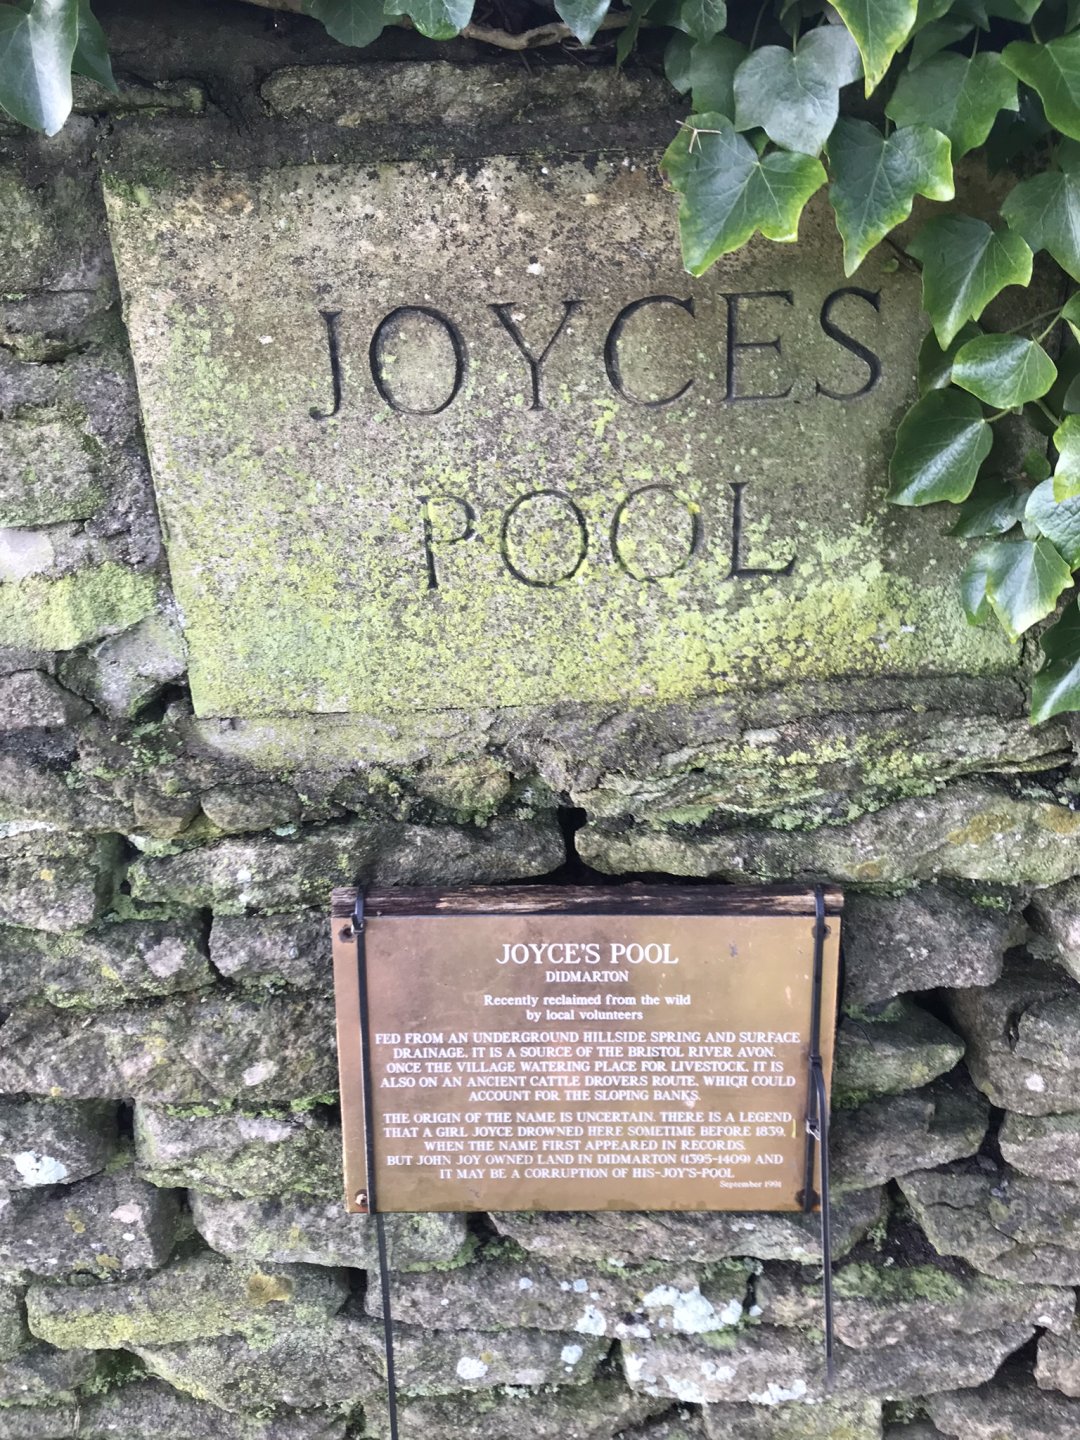 JOYCES
POOL
JOYCE'S POOL
DIDMARTON
Recently reclaimed from the wild
by local volunteers
FED FROM AN UNDERGROUND HILLSIDE SPRING AND SURFACE
DRAINAGE, IT IS A SOURCE OF THE BRISTOL RIVER AVON.
ONCE THE VILLAGE WATERING PLACE FOR LIVESTOCK, IT IS
ALSO ON AN ANCIENT CATTLE DROVERS ROUTE, WHICH COULD
ACCOUNT FOR THE SLOPING BANKS.
THE ORIGIN OF THE NAME IS UNCERTAIN. THERE IS A LEGEND,
THAT A GIRL JOYCE DROWNED HERE SOMETIME BEFORE 1839,
WHEN THE NAME FIRST APPEARED IN RECORDS.
BUT JOHN JOY OWNED LAND IN DIDMARTON (1395-1409) AND
IT MAY BE A CORRUPTION OF HIS-JOY'S-POOL
September 1991